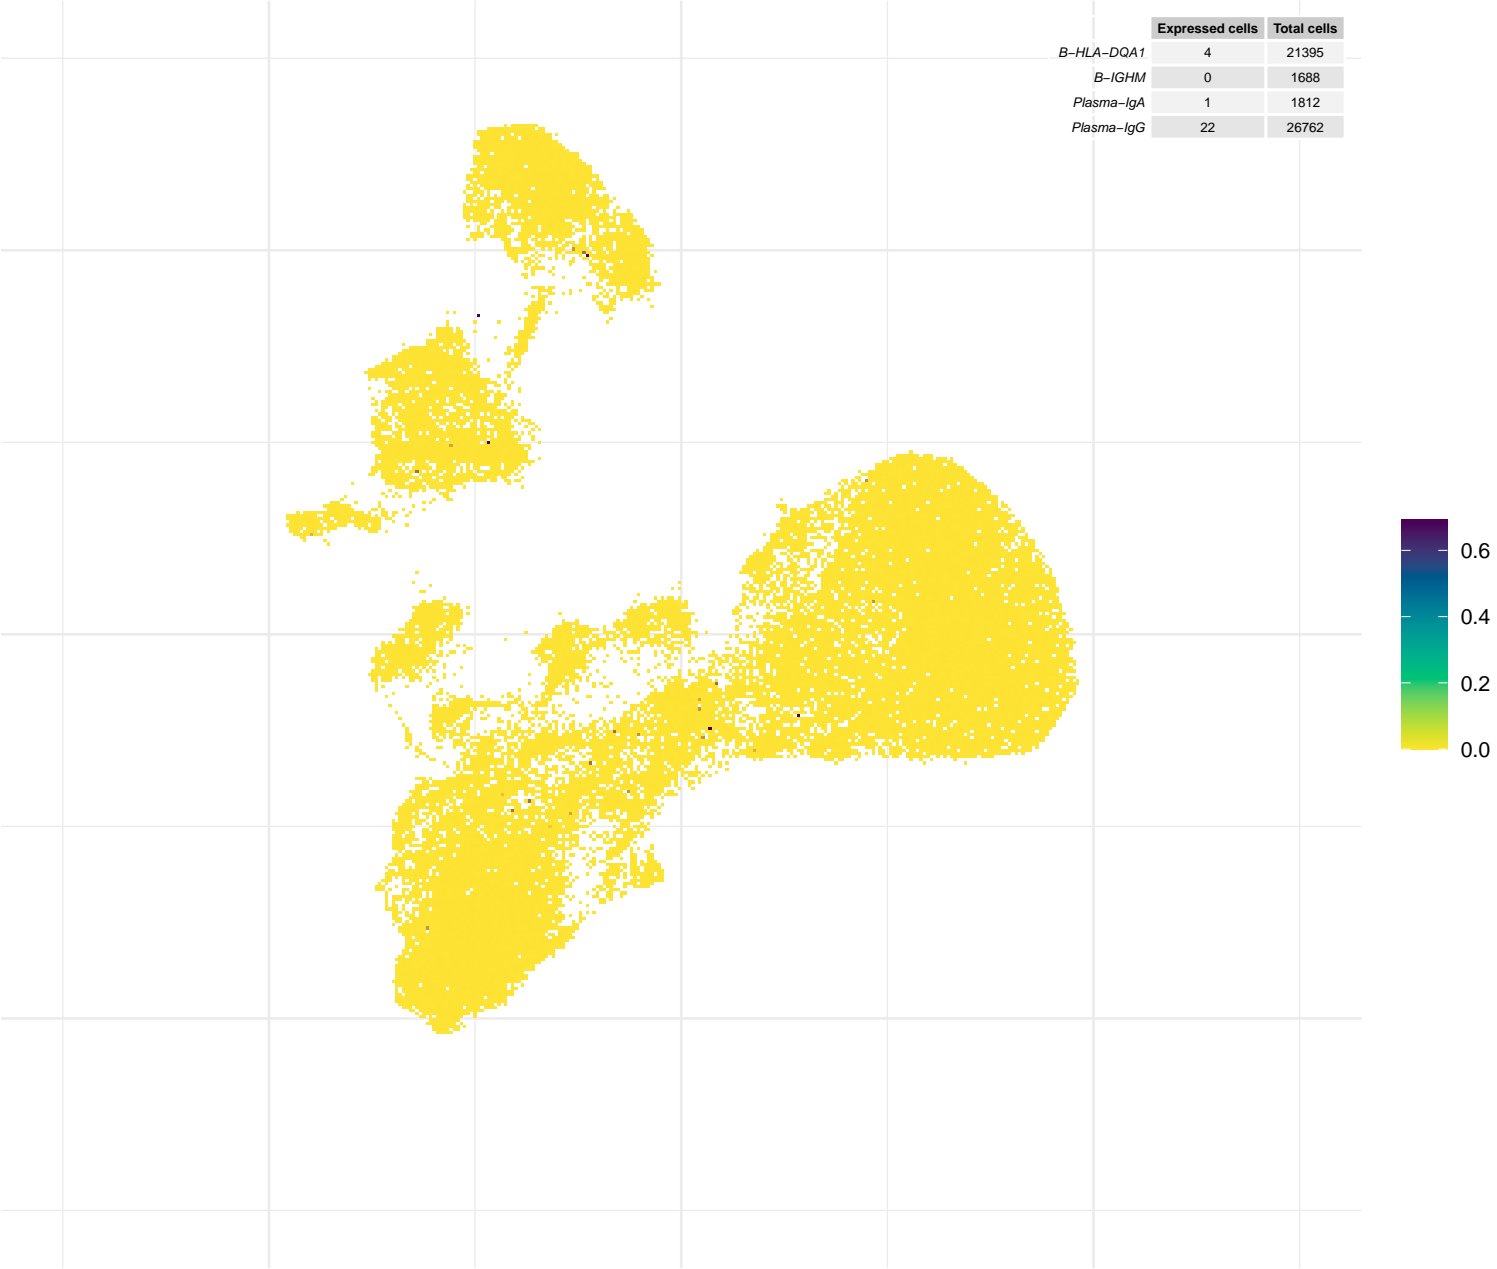 Expressed cells Total cells
B−HLA−DQA1 4 21395
B−IGHM 0 1688
Plasma−IgA 1 1812
Plasma−IgG 22 26762
0.6
0.4
0.2
0.0